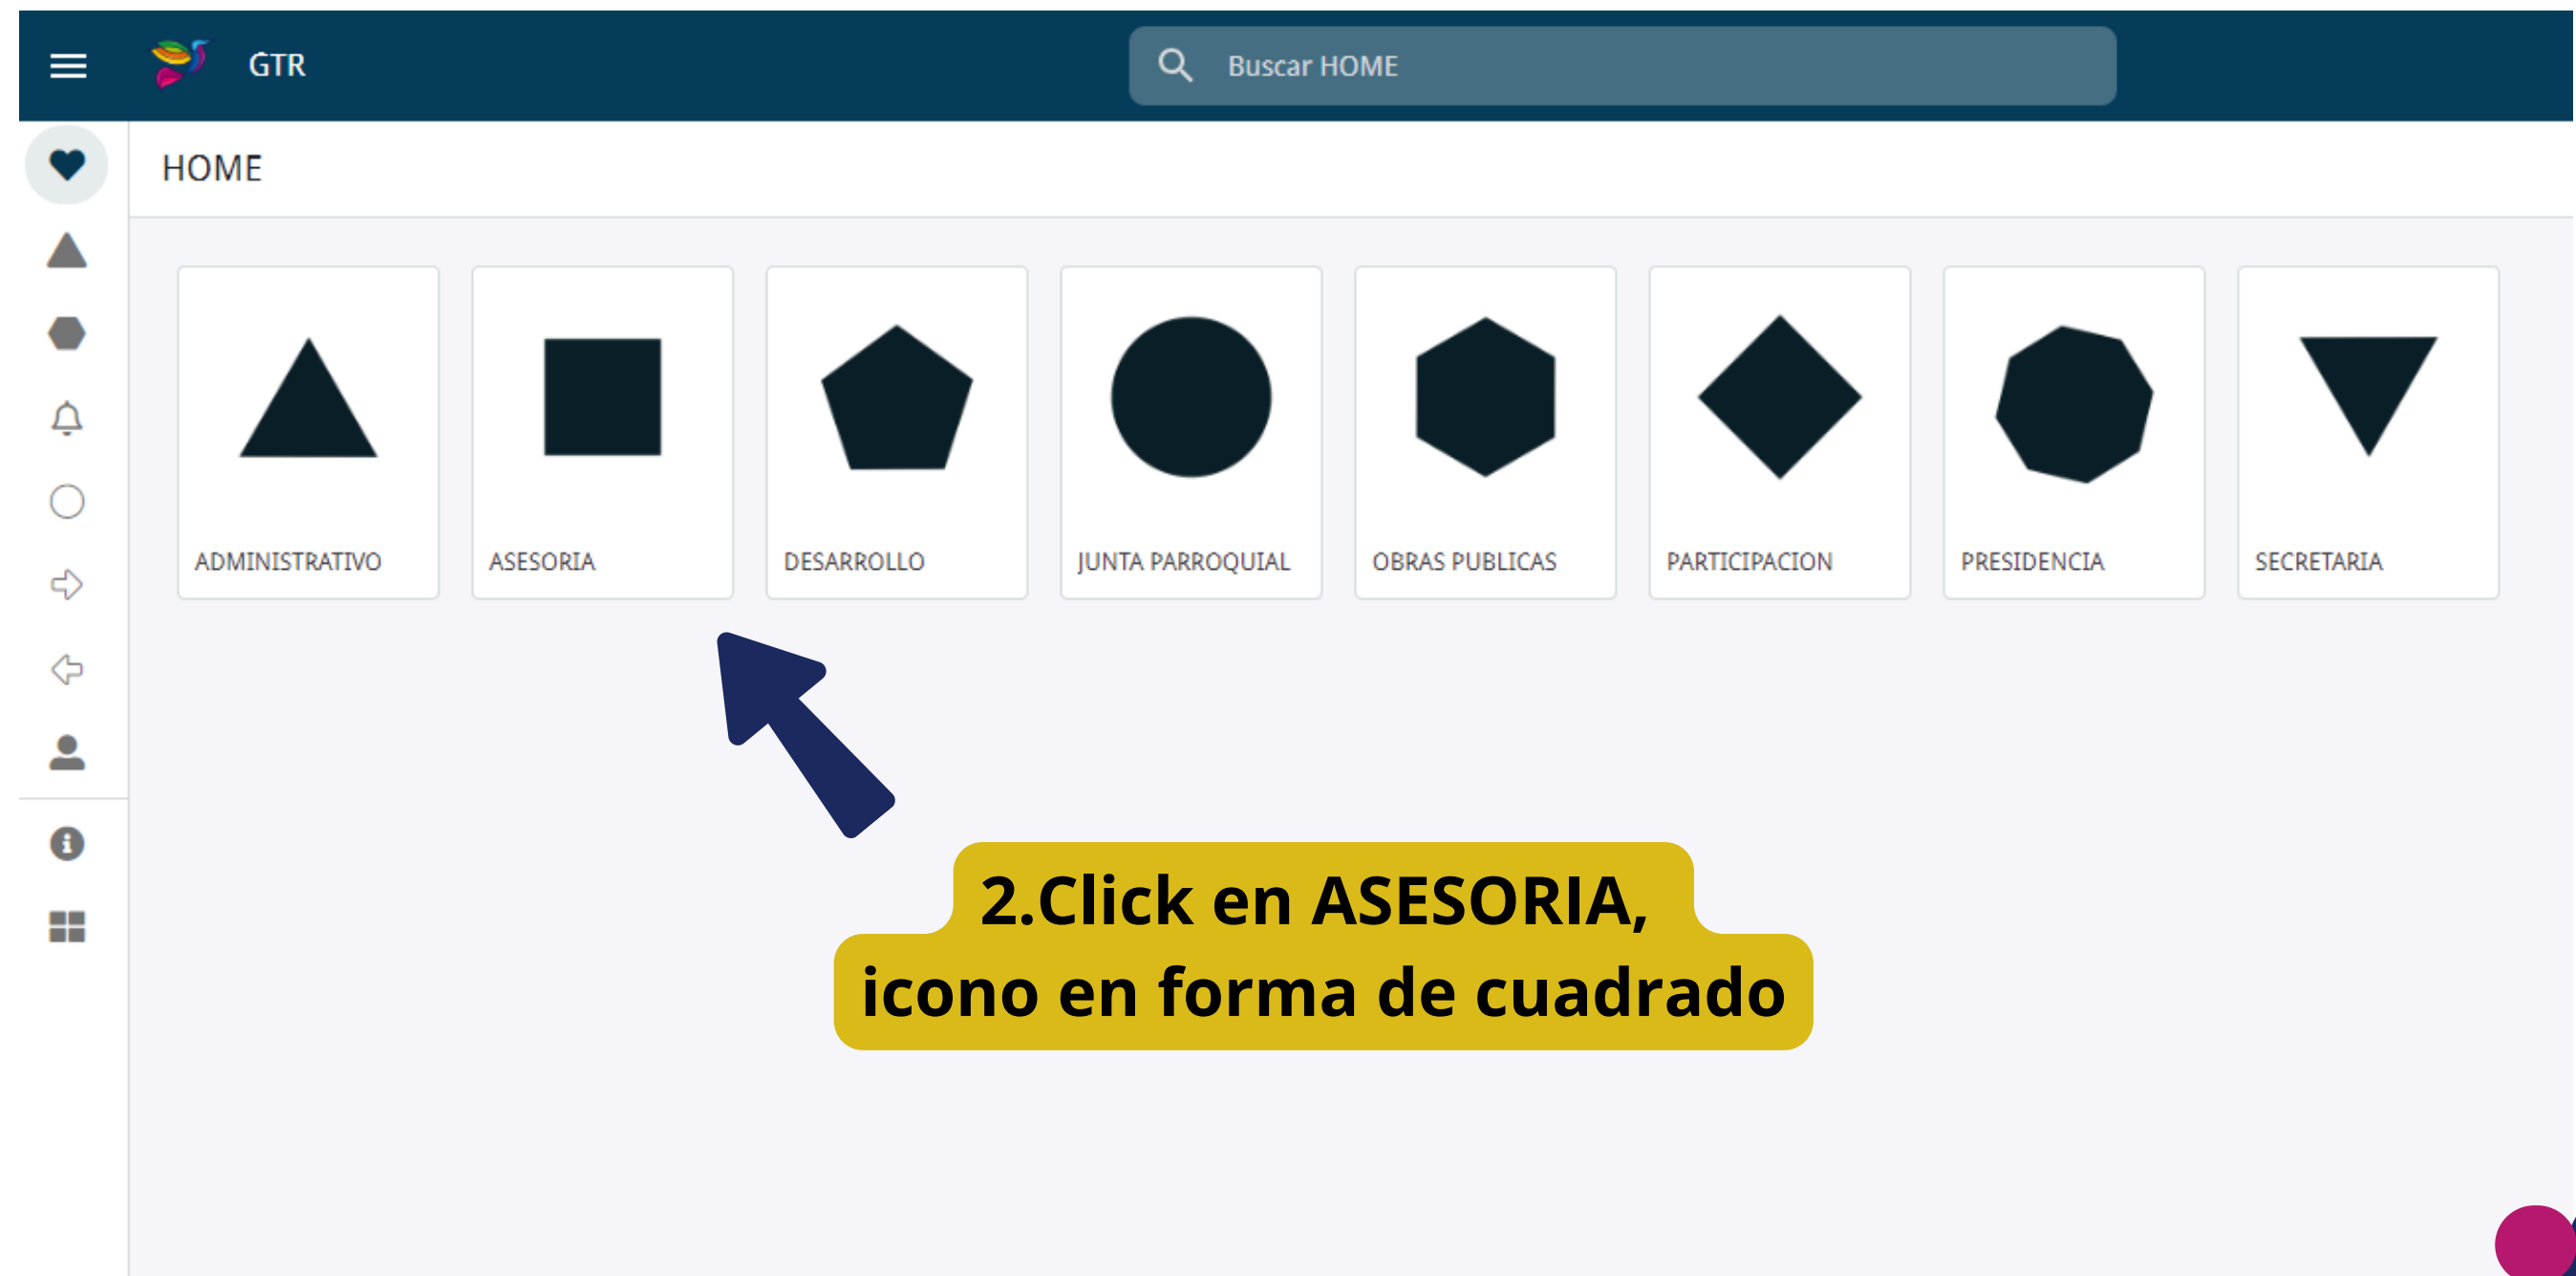 GTR
Buscar HOME
HOME
ADMINISTRATIVO
ASESORIA
DESARROLLO
JUNTA PARROQUIAL
OBRAS PUBLICAS
PARTICIPACION
PRESIDENCIA
SECRETARIA
2.Click en ASESORIA,
icono en forma de cuadrado